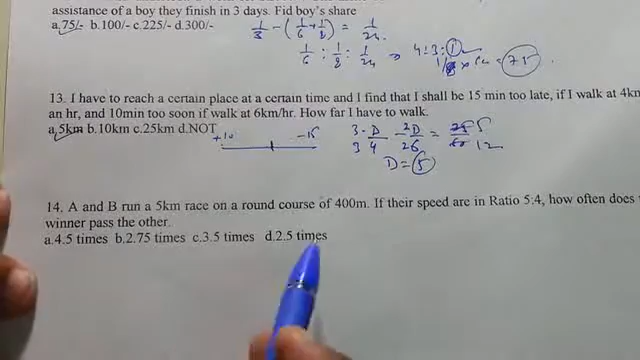 assistance of a boy they finish in 3 days. Fid boy's share
a.75/- b.100/- c.225/- d.300/-
1/3 - (1/6 + 1/8) = 1/24
1/6 : 1/8 : 1/24 ⇒ 4:3:1
= 75
13. I have to reach a certain place at a certain time and I find that I shall be 15 min too late, if I walk at 4km
an hr, and 10min too soon if walk at 6km/hr. How far I have to walk.
a.5km b.10km c.25km d.NOT
+10 -15
D = 5
14. A and B run a 5km race on a round course of 400m. If their speed are in Ratio 5:4, how often does
winner pass the other.
a.4.5 times b.2.75 times c.3.5 times d.2.5 times